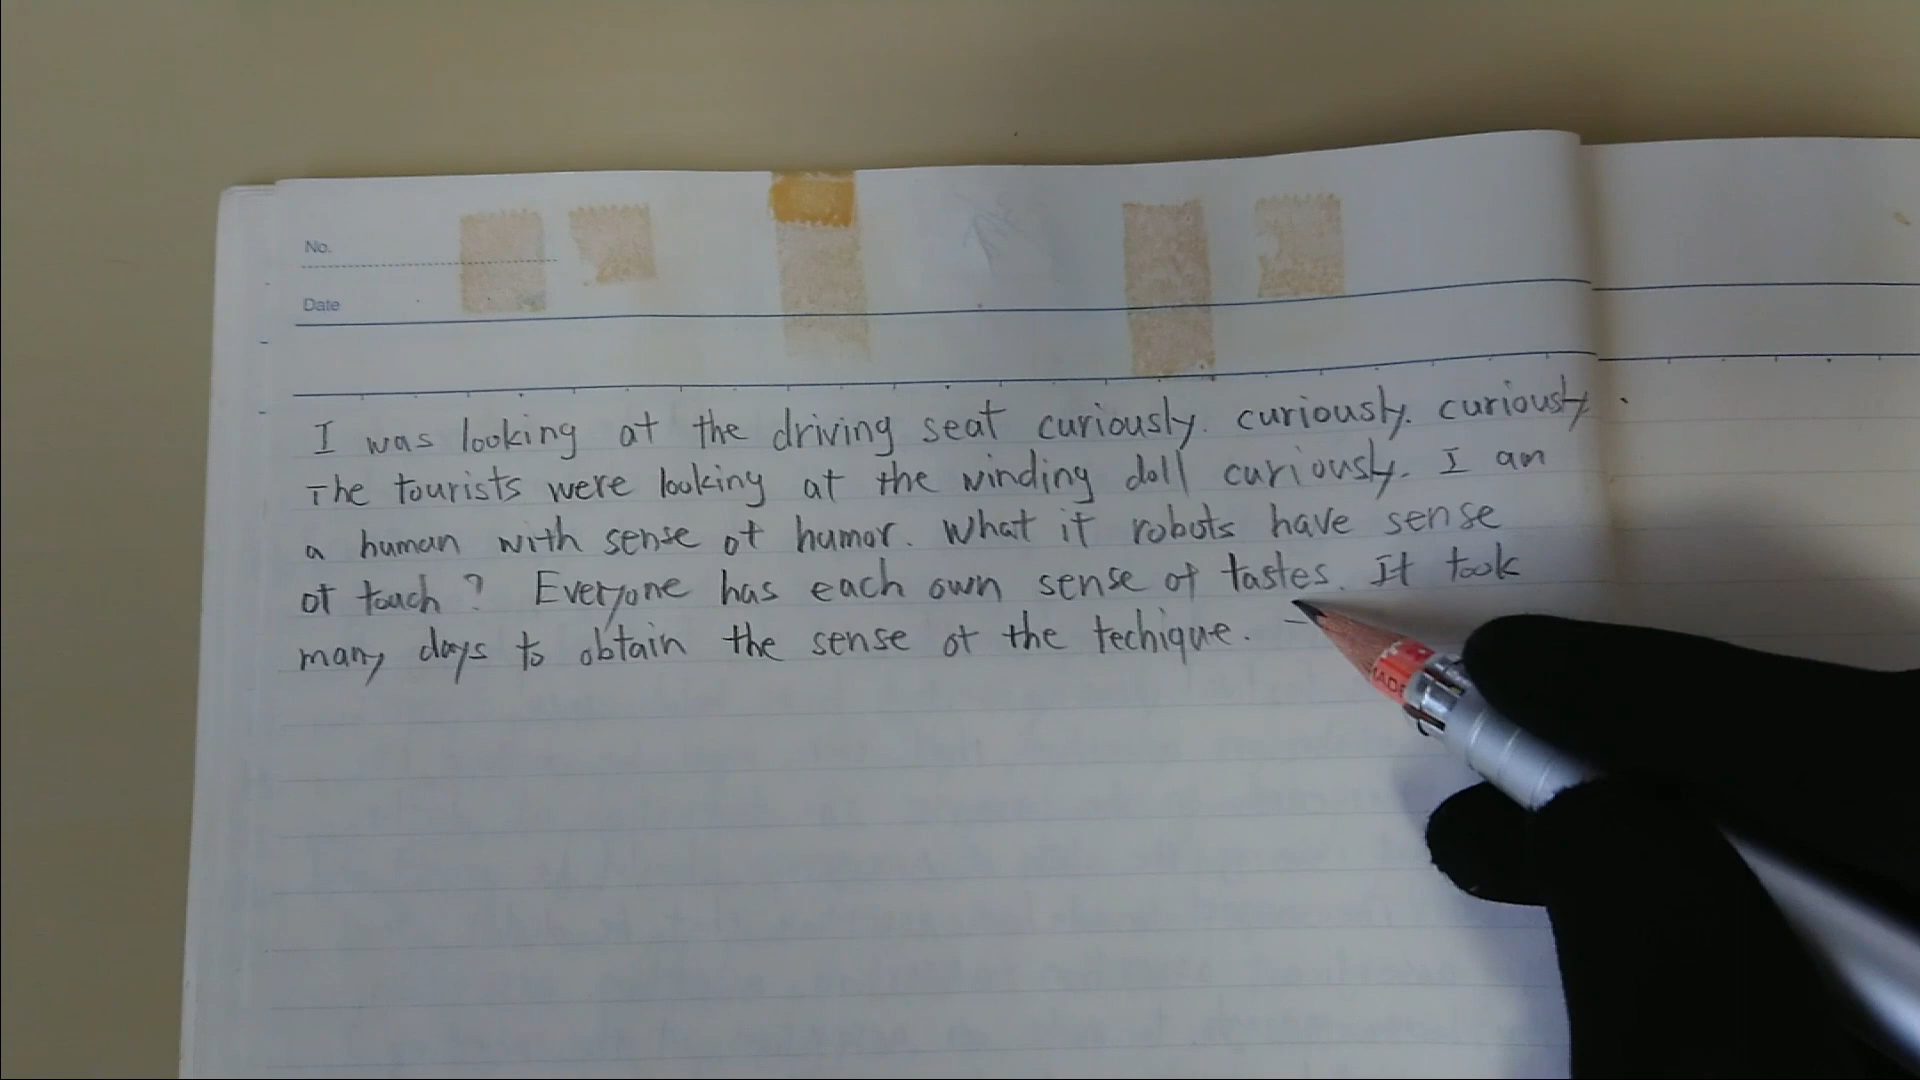 No.
Date
I was looking at the driving seat curiously. curiously. curiously.
The tourists were looking at the winding doll curiously. I am
a human with sense of humor. What if robots have sense
of touch? Everyone has each own sense of tastes. It took
many days to obtain the sense of the techique.
MADE